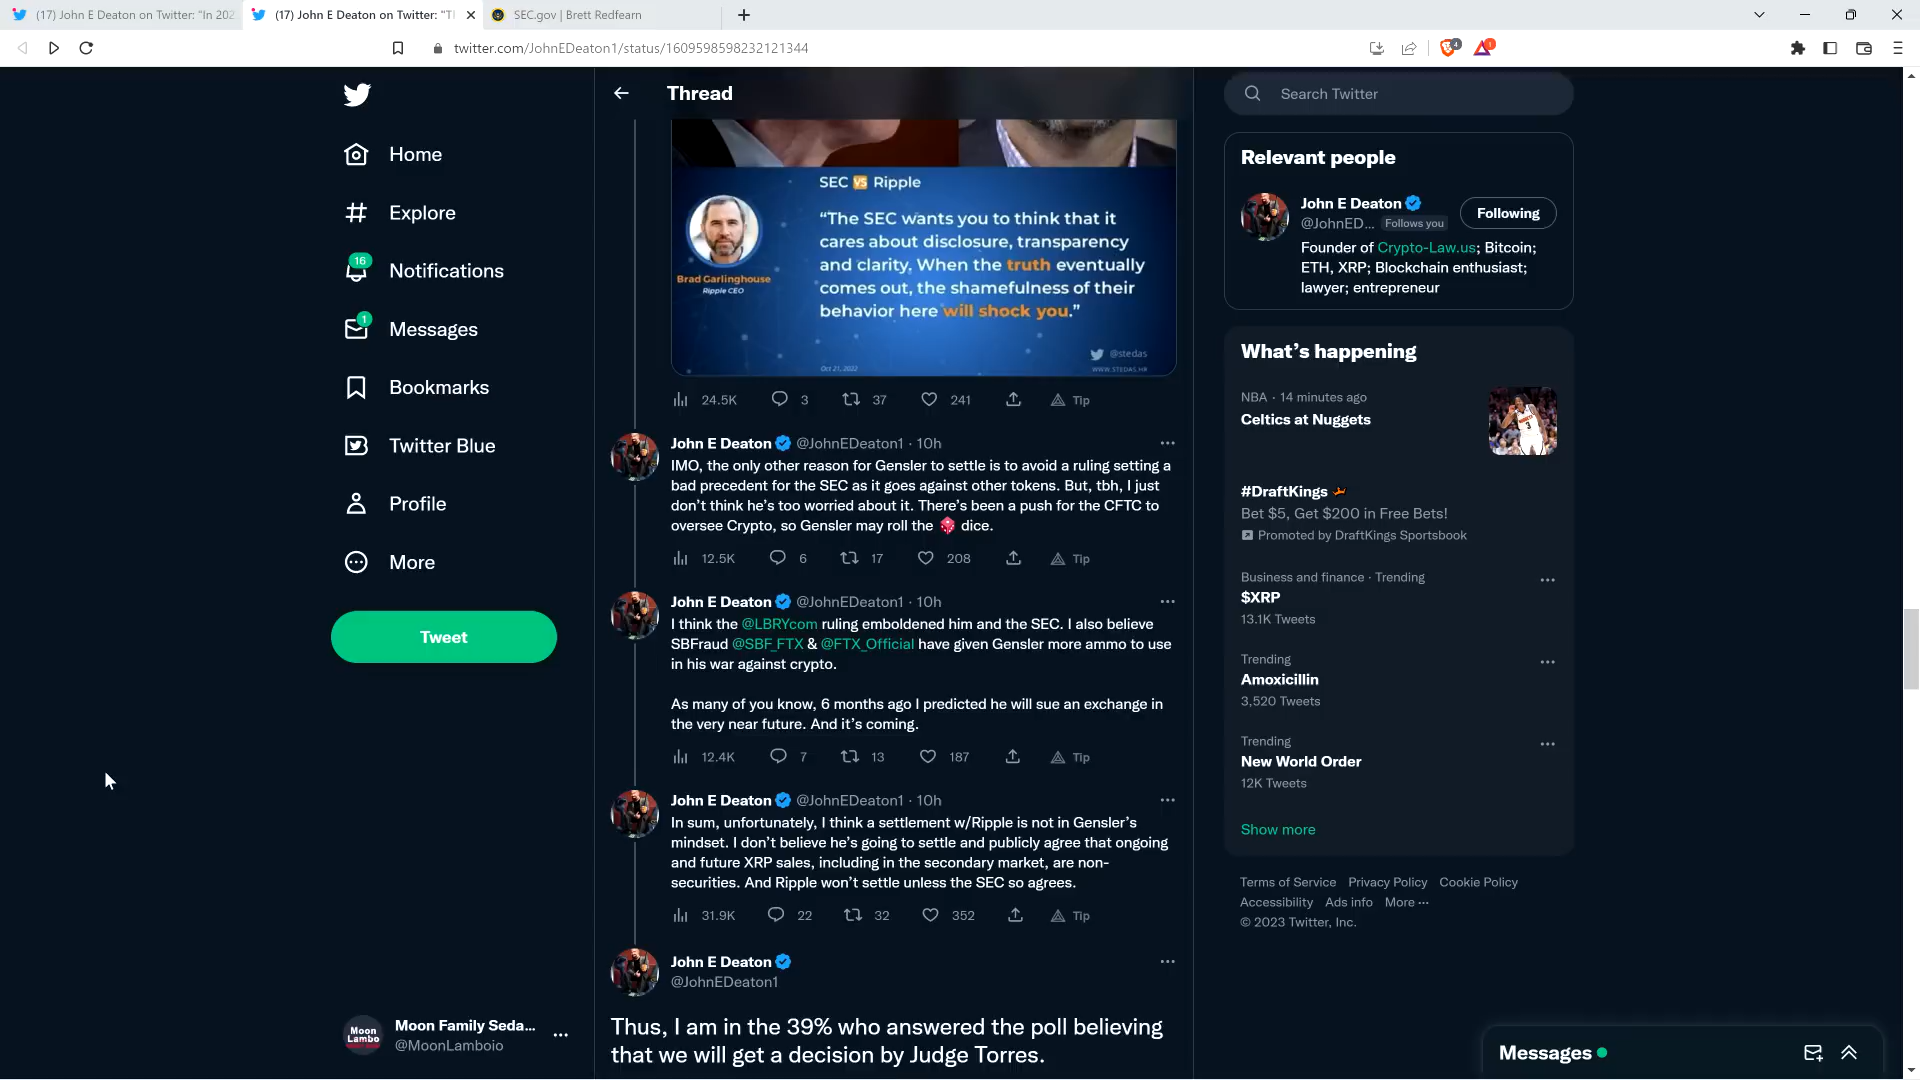 (17) John E Deaton on Twitter: "In 202
(17) John E Deaton on Twitter: "Tl
SEC.gov | Brett Redfearn
twitter.com/JohnEDeaton1/status/1609598598232121344
4
1
Home
Explore
16
Notifications
1
Messages
Bookmarks
Twitter Blue
Profile
More
Tweet
Moon Lambo
Moon Family Seda...
@MoonLamboio
Thread
SEC VS Ripple
Brad Garlinghouse
Ripple CEO
"The SEC wants you to think that it
cares about disclosure, transparency
and clarity. When the truth eventually
comes out, the shamefulness of their
behavior here will shock you."
Oct 21, 2022
@stedas
WWW.STEDAS.HR
24.5K 3 37 241 Tip
John E Deaton @JohnEDeaton1 · 10h
IMO, the only other reason for Gensler to settle is to avoid a ruling setting a
bad precedent for the SEC as it goes against other tokens. But, tbh, I just
don't think he's too worried about it. There's been a push for the CFTC to
oversee Crypto, so Gensler may roll the 🎲 dice.
12.5K 6 17 208 Tip
John E Deaton @JohnEDeaton1 · 10h
I think the @LBRYcom ruling emboldened him and the SEC. I also believe
SBFraud @SBF_FTX & @FTX_Official have given Gensler more ammo to use
in his war against crypto.
As many of you know, 6 months ago I predicted he will sue an exchange in
the very near future. And it's coming.
12.4K 7 13 187 Tip
John E Deaton @JohnEDeaton1 · 10h
In sum, unfortunately, I think a settlement w/Ripple is not in Gensler's
mindset. I don't believe he's going to settle and publicly agree that ongoing
and future XRP sales, including in the secondary market, are non-
securities. And Ripple won't settle unless the SEC so agrees.
31.9K 22 32 352 Tip
John E Deaton
@JohnEDeaton1
Thus, I am in the 39% who answered the poll believing
that we will get a decision by Judge Torres.
Search Twitter
Relevant people
John E Deaton
@JohnED... Follows you
Following
Founder of Crypto-Law.us; Bitcoin;
ETH, XRP; Blockchain enthusiast;
lawyer; entrepreneur
What's happening
NBA · 14 minutes ago
Celtics at Nuggets
#DraftKings
Bet $5, Get $200 in Free Bets!
Promoted by DraftKings Sportsbook
Business and finance · Trending
$XRP
13.1K Tweets
Trending
Amoxicillin
3,520 Tweets
Trending
New World Order
12K Tweets
Show more
Terms of Service Privacy Policy Cookie Policy
Accessibility Ads info More ···
© 2023 Twitter, Inc.
Messages